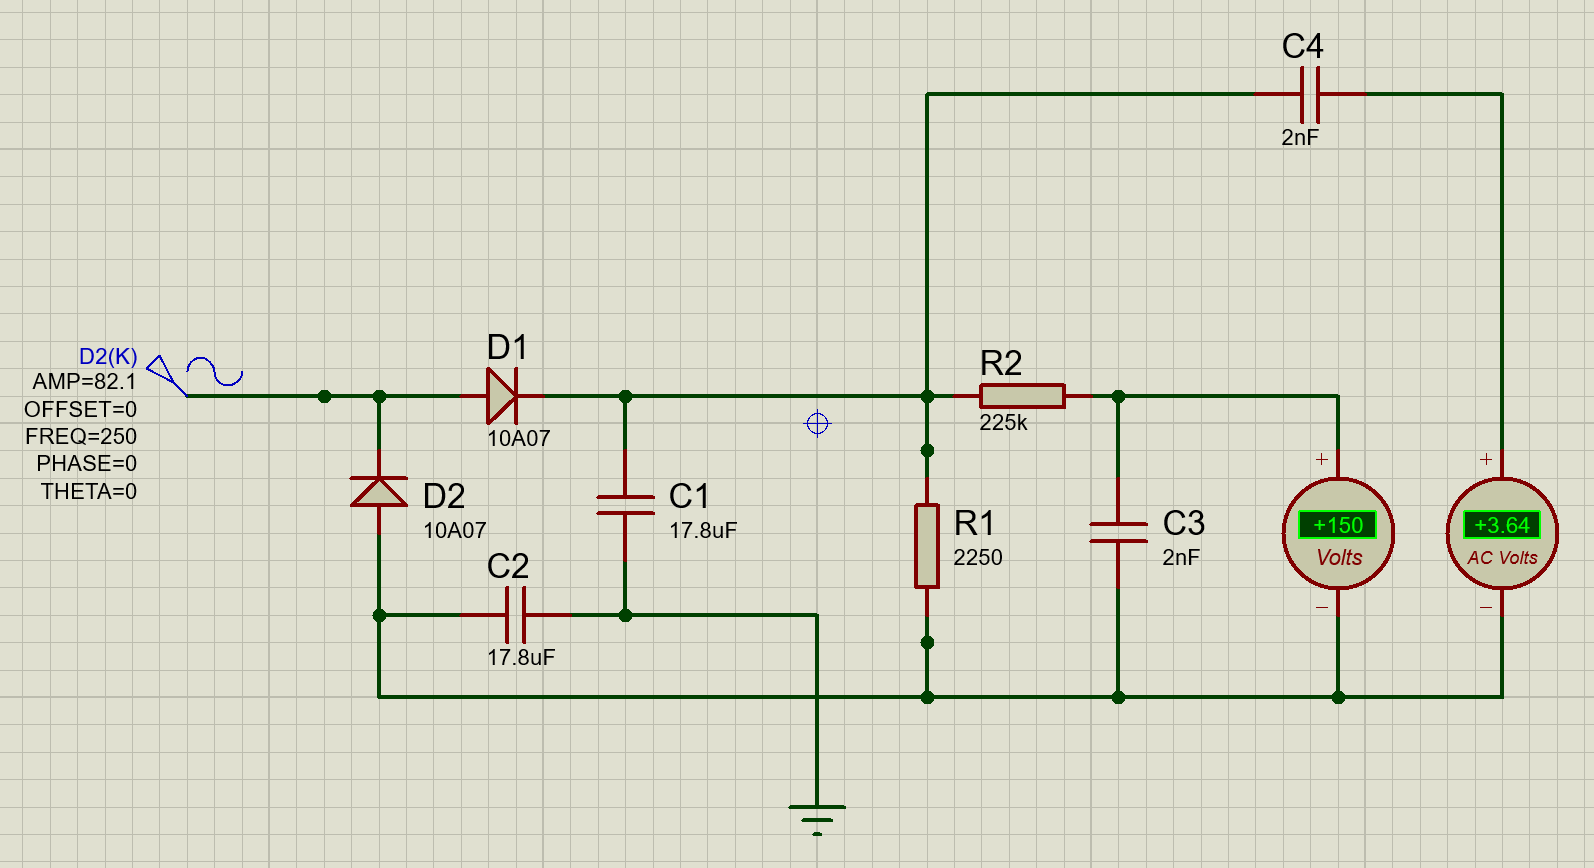 C4
2nF
D2(K)
AMP=82.1
OFFSET=0
FREQ=250
PHASE=0
THETA=0
D1
10A07
R2
225k
D2
10A07
C1
17.8uF
C2
17.8uF
R1
2250
C3
2nF
+
+150
Volts
−
+
+3.64
AC Volts
−